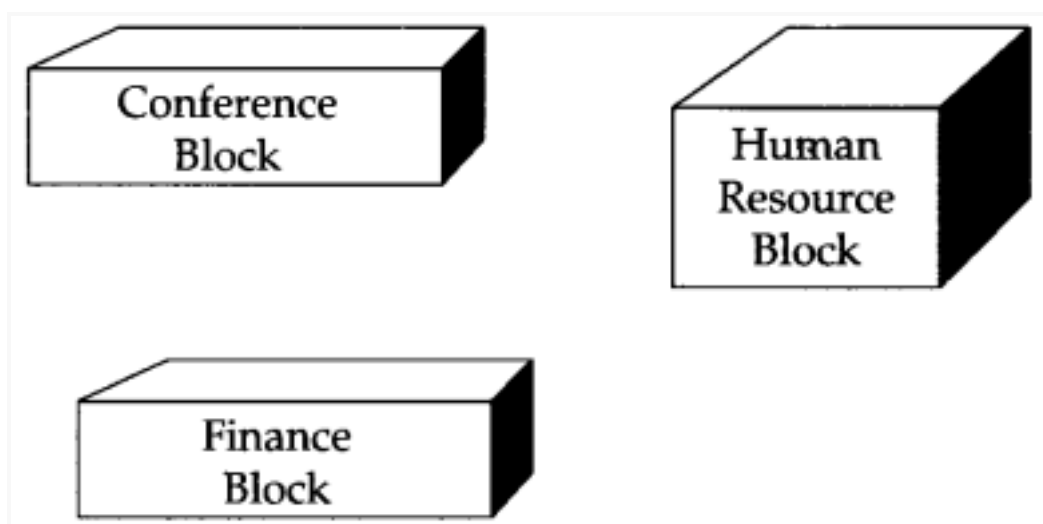 Conference
Block
Human
Resource
Block
Finance
Block